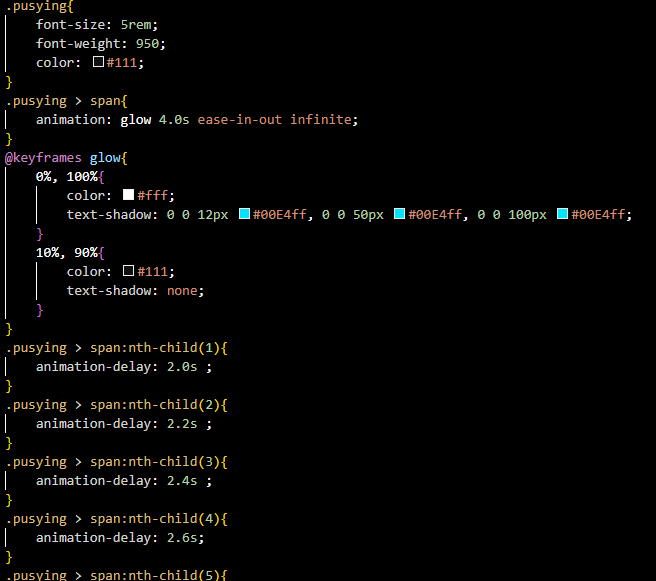 .pusying{
font-size: 5rem;
font-weight: 950;
color: #111;
}
.pusying > span{
animation: glow 4.0s ease-in-out infinite;
}
@keyframes glow{
0%, 100%{
color: #fff;
text-shadow: 0 0 12px #00E4ff, 0 0 50px #00E4ff, 0 0 100px #00E4ff;
}
10%, 90%{
color: #111;
text-shadow: none;
}
}
.pusying > span:nth-child(1){
animation-delay: 2.0s ;
}
.pusying > span:nth-child(2){
animation-delay: 2.2s ;
}
.pusying > span:nth-child(3){
animation-delay: 2.4s ;
}
.pusying > span:nth-child(4){
animation-delay: 2.6s;
}
.pusying > span:nth-child(5){